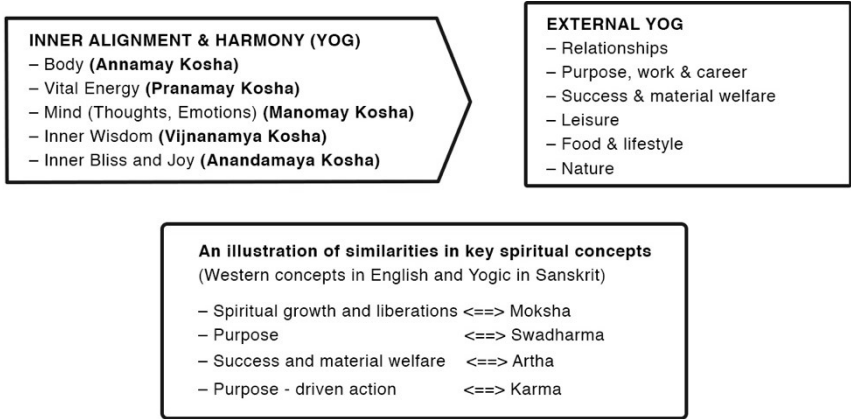 INNER ALIGNMENT & HARMONY (YOG)
– Body (Annamay Kosha)
– Vital Energy (Pranamay Kosha)
– Mind (Thoughts, Emotions) (Manomay Kosha)
– Inner Wisdom (Vijnanamya Kosha)
– Inner Bliss and Joy (Anandamaya Kosha)
EXTERNAL YOG
– Relationships
– Purpose, work & career
– Success & material welfare
– Leisure
– Food & lifestyle
– Nature
An illustration of similarities in key spiritual concepts
(Western concepts in English and Yogic in Sanskrit)
– Spiritual growth and liberations <==> Moksha
– Purpose <==> Swadharma
– Success and material welfare <==> Artha
– Purpose - driven action <==> Karma